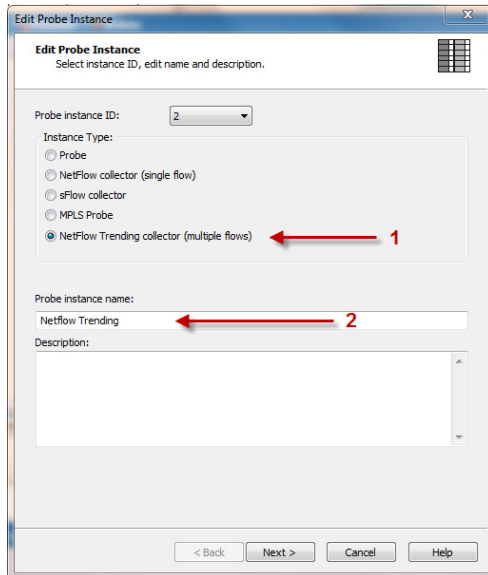 Edit Probe Instance
Edit Probe Instance
Select instance ID, edit name and description.
Probe instance ID:
2
Instance Type:
Probe
NetFlow collector (single flow)
sFlow collector
MPLS Probe
NetFlow Trending collector (multiple flows)
1
Probe instance name:
Netflow Trending
2
Description:
< Back
Next >
Cancel
Help